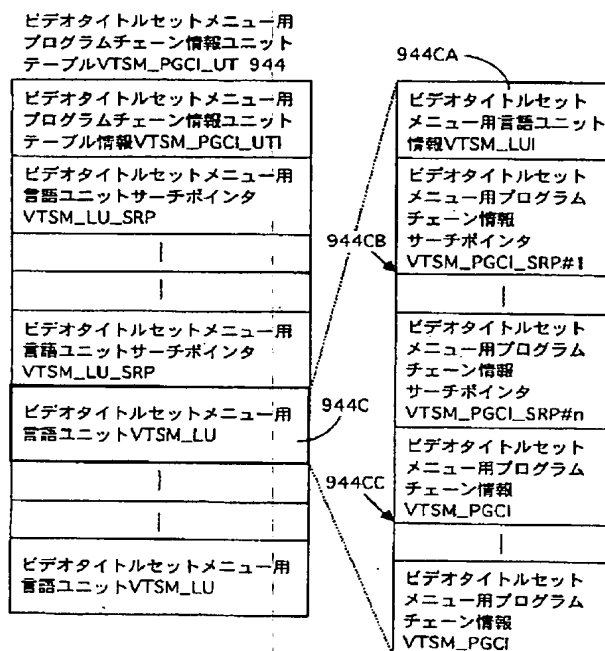 ビデオタイトルセットメニュー用
プログラムチェーン情報ユニット
テーブルVTSM_PGCI_UT 944
ビデオタイトルセットメニュー用
プログラムチェーン情報ユニット
テーブル情報VTSM_PGCI_UTI
ビデオタイトルセットメニュー用
言語ユニットサーチポインタ
VTSM_LU_SRP
ビデオタイトルセットメニュー用
言語ユニットサーチポインタ
VTSM_LU_SRP
ビデオタイトルセットメニュー用
言語ユニットVTSM_LU
ビデオタイトルセットメニュー用
言語ユニットVTSM_LU
944C
944CA
ビデオタイトルセット
メニュー用言語ユニット
情報VTSM_LUI
ビデオタイトルセット
メニュー用プログラム
チェーン情報
サーチポインタ
VTSM_PGCI_SRP#1
944CB
ビデオタイトルセット
メニュー用プログラム
チェーン情報
サーチポインタ
VTSM_PGCI_SRP#n
ビデオタイトルセット
メニュー用プログラム
チェーン情報
VTSM_PGCI
944CC
ビデオタイトルセット
メニュー用プログラム
チェーン情報
VTSM_PGCI